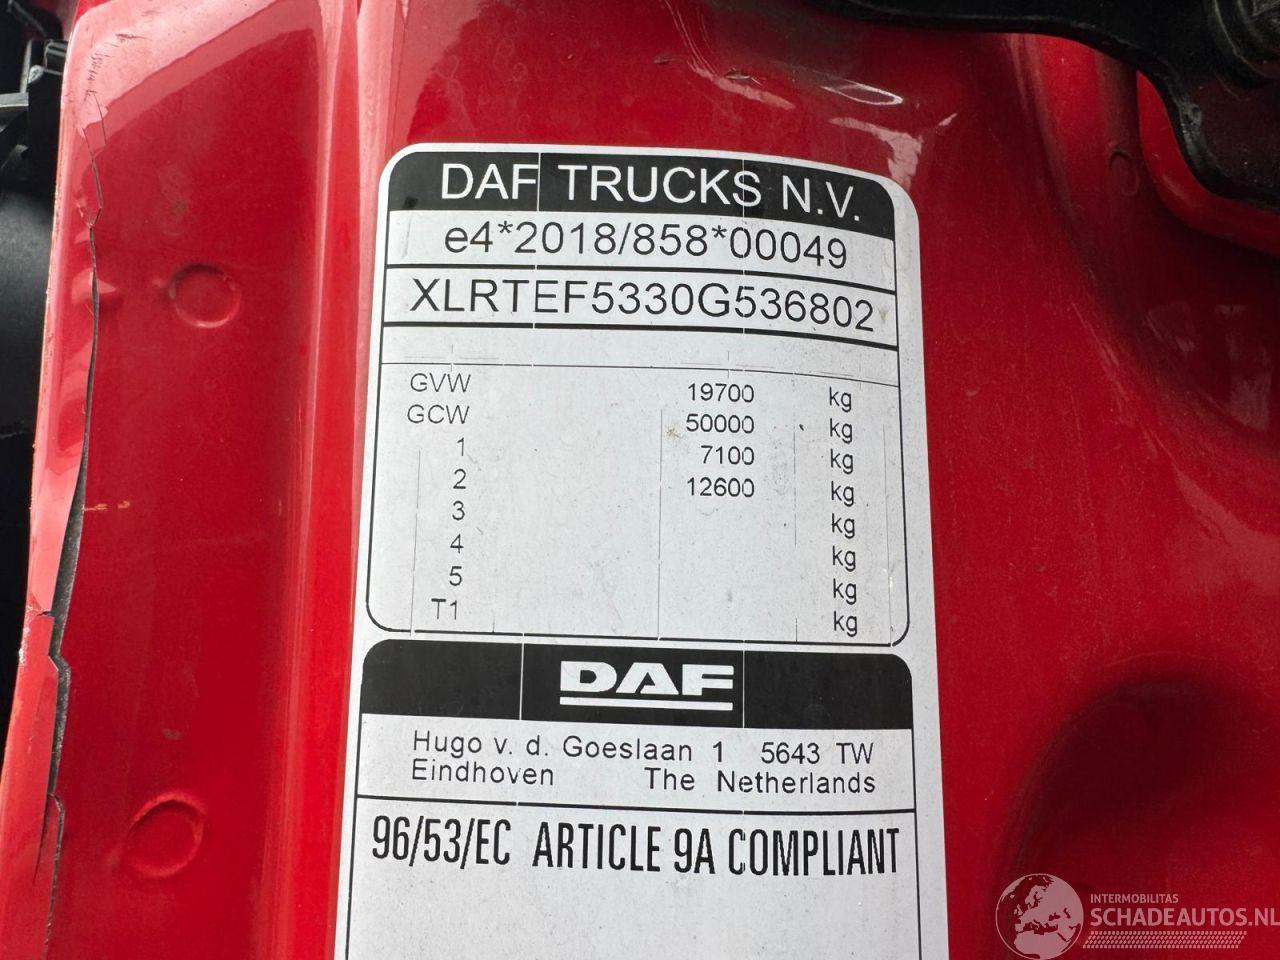 DAF TRUCKS N.V.
e4*2018/858*00049
XLRTEF5330G536802
GVW 19700 kg
GCW 50000 kg
1 7100 kg
2 12600 kg
3 kg
4 kg
5 kg
T1 kg
DAF
Hugo v. d. Goeslaan 1 5643 TW
Eindhoven The Netherlands
96/53/EC ARTICLE 9A COMPLIANT
INTERMOBILITAS
SCHADEAUTOS.NL